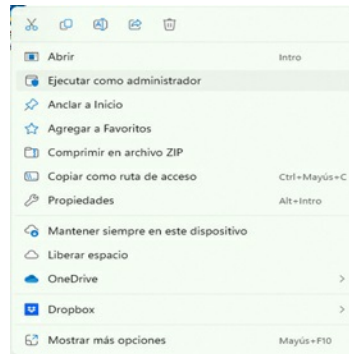 Abrir Intro
Ejecutar como administrador
Anclar a Inicio
Agregar a Favoritos
Comprimir en archivo ZIP
Copiar como ruta de acceso Ctrl+Mayús+C
Propiedades Alt+Intro
Mantener siempre en este dispositivo
Liberar espacio
OneDrive
Dropbox
Mostrar más opciones Mayús+F10